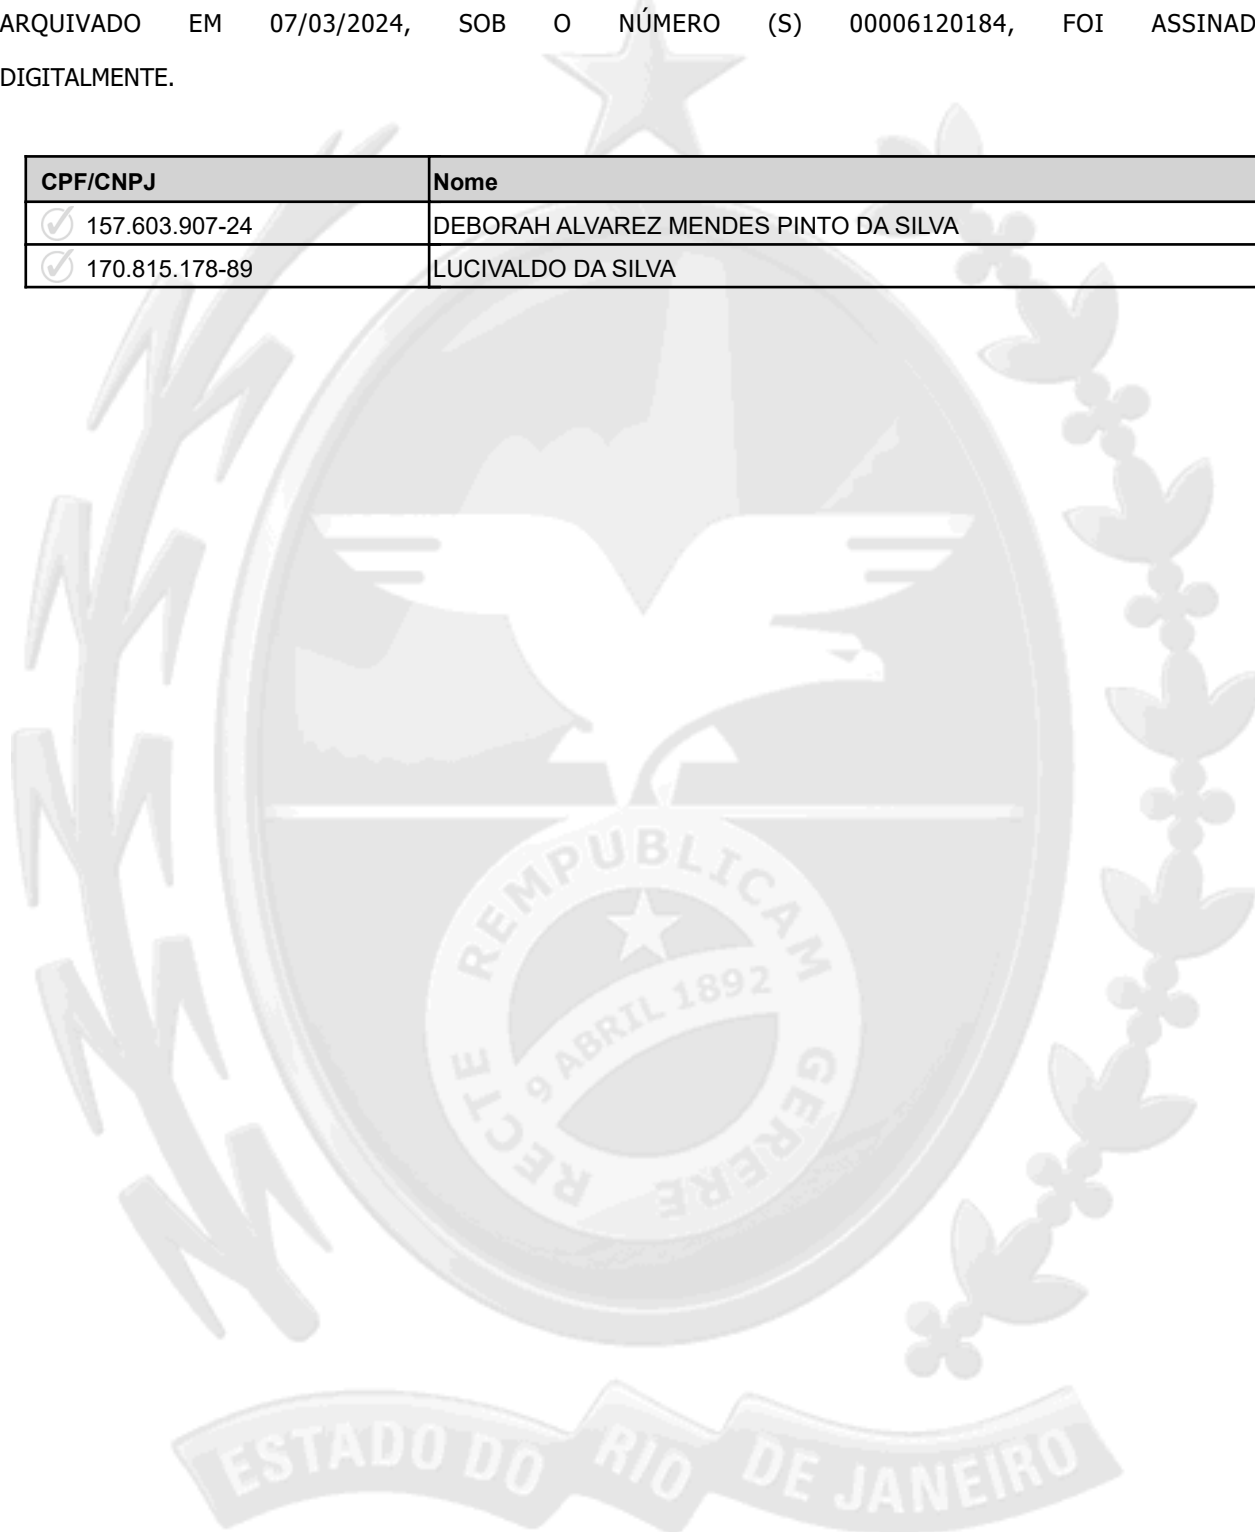 ARQUIVADO EM 07/03/2024, SOB O NÚMERO (S) 00006120184, FOI ASSINAD
DIGITALMENTE.
CPF/CNPJ Nome
157.603.907-24 DEBORAH ALVAREZ MENDES PINTO DA SILVA
170.815.178-89 LUCIVALDO DA SILVA
REMPUBLICAM
9 ABRIL 1892
RECTE GERERE
ESTADO DO RIO DE JANEIRO